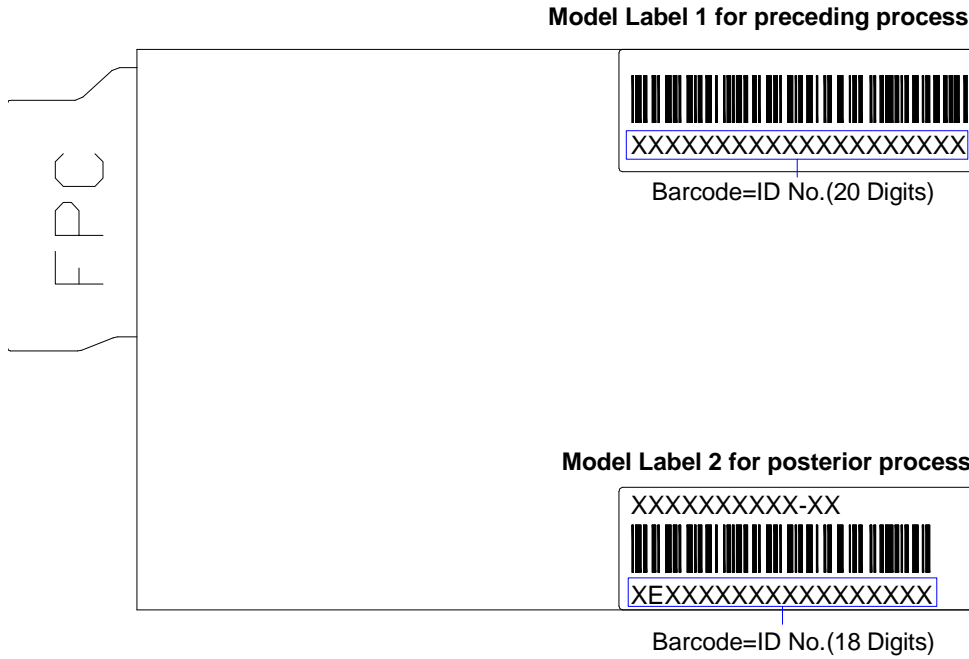 Model Label 1 for preceding process
XXXXXXXXXXXXXXXXXXXX
Barcode=ID No.(20 Digits)
FPC
Model Label 2 for posterior process
XXXXXXXXXX-XX
XEXXXXXXXXXXXXXXXX
Barcode=ID No.(18 Digits)